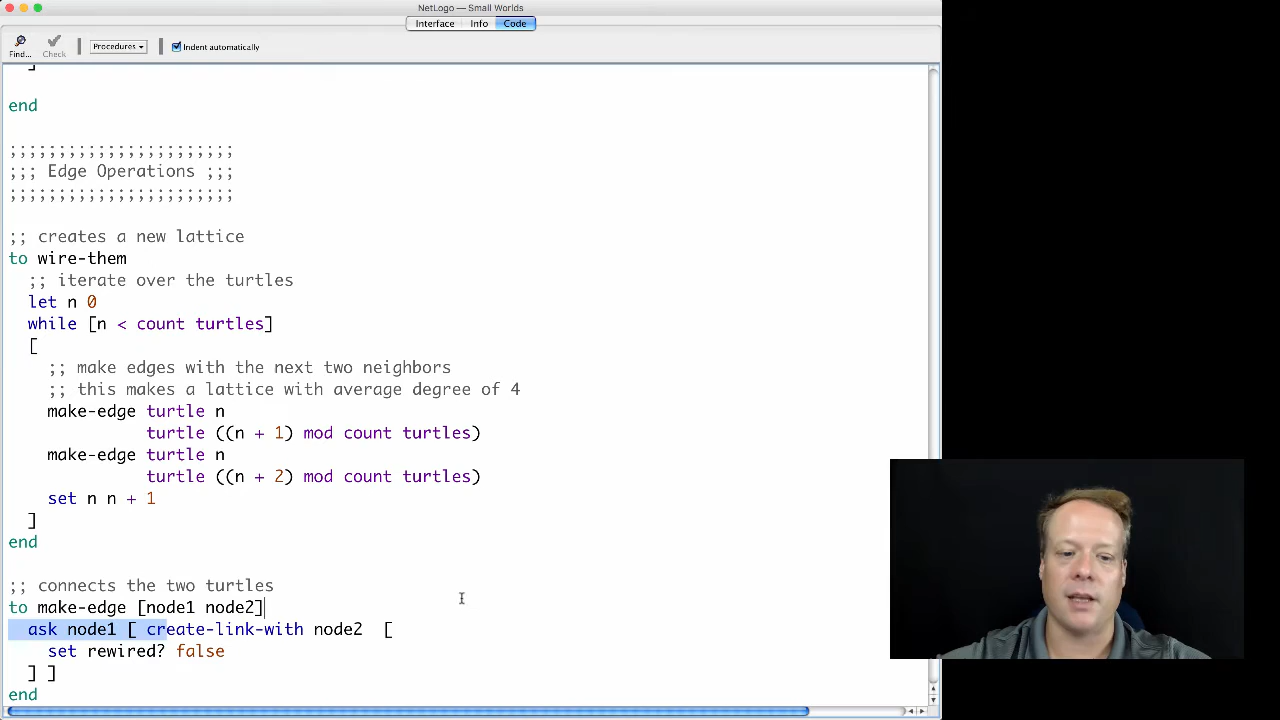 NetLogo — Small Worlds
Interface Info Code
Find... Check Procedures Indent automatically
]
end
;;;;;;;;;;;;;;;;;;;;;;;
;;; Edge Operations ;;;
;;;;;;;;;;;;;;;;;;;;;;;
;; creates a new lattice
to wire-them
;; iterate over the turtles
let n 0
while [n < count turtles]
[
;; make edges with the next two neighbors
;; this makes a lattice with average degree of 4
make-edge turtle n
turtle ((n + 1) mod count turtles)
make-edge turtle n
turtle ((n + 2) mod count turtles)
set n n + 1
]
end
;; connects the two turtles
to make-edge [node1 node2]
ask node1 [ create-link-with node2  [
set rewired? false
] ]
end